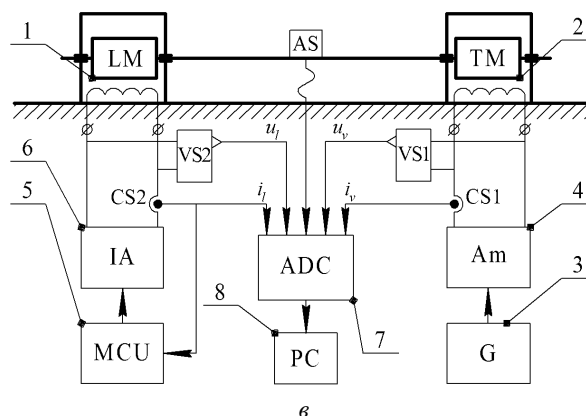 1
LM
AS
TM
2
6
VS2
u_l
u_v
VS1
5
CS2
i_l
i_v
CS1
4
IA
ADC
Am
8
3
7
MCU
PC
G
в